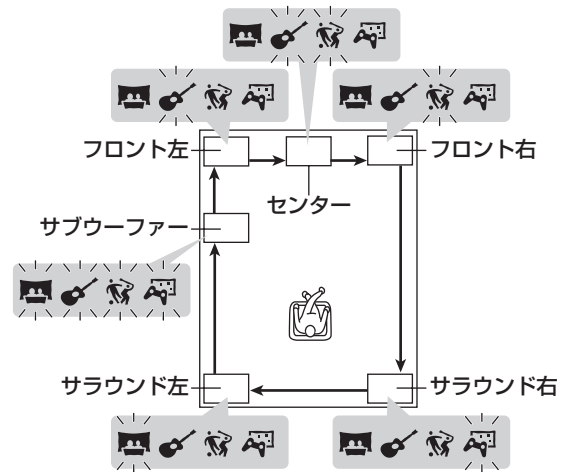 フロント左
フロント右
センター
サブウーファー
サラウンド左
サラウンド右